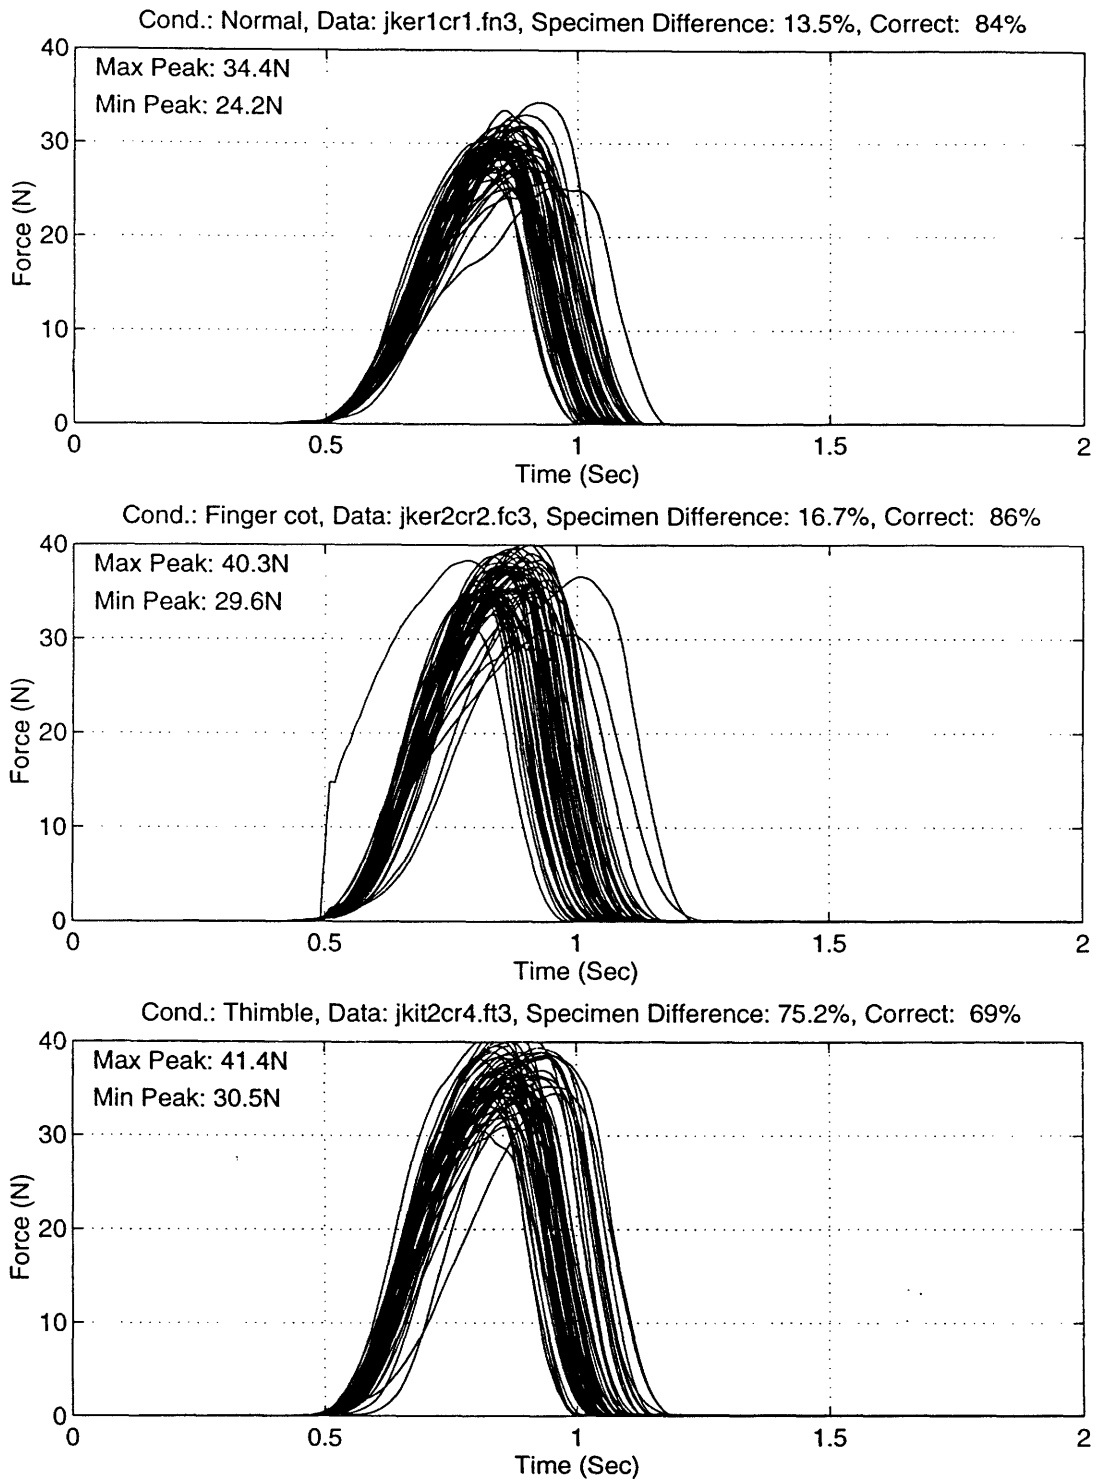 Cond.: Normal, Data: jker1cr1.fn3, Specimen Difference: 13.5%, Correct: 84%
40
Max Peak: 34.4N
Min Peak: 24.2N
30
20
10
0
Force (N)
0 0.5 1 1.5 2
Time (Sec)
Cond.: Finger cot, Data: jker2cr2.fc3, Specimen Difference: 16.7%, Correct: 86%
40
Max Peak: 40.3N
Min Peak: 29.6N
30
20
10
0
Force (N)
0 0.5 1 1.5 2
Time (Sec)
Cond.: Thimble, Data: jkit2cr4.ft3, Specimen Difference: 75.2%, Correct: 69%
40
Max Peak: 41.4N
Min Peak: 30.5N
30
20
10
0
Force (N)
0 0.5 1 1.5 2
Time (Sec)